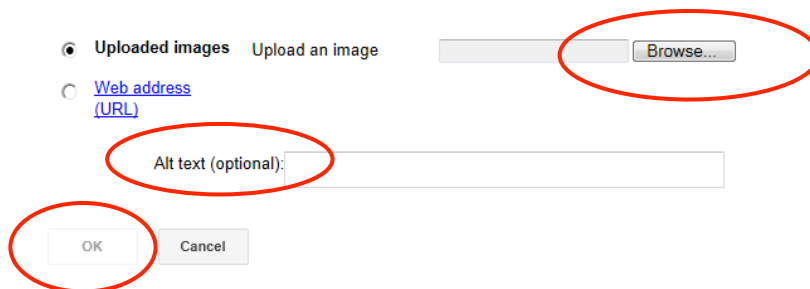 Uploaded images Upload an image Browse...
Web address
(URL)
Alt text (optional):
OK Cancel